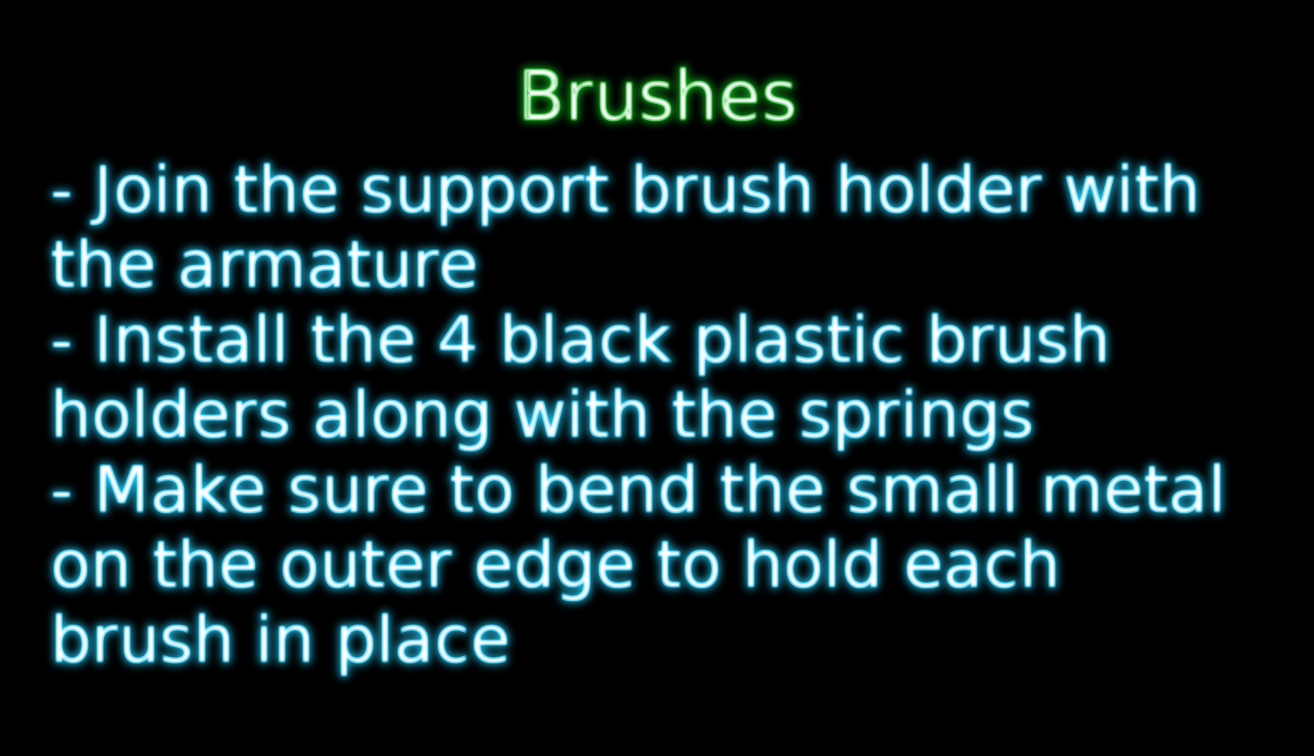 Brushes
- Join the support brush holder with
the armature
- Install the 4 black plastic brush
holders along with the springs
- Make sure to bend the small metal
on the outer edge to hold each
brush in place